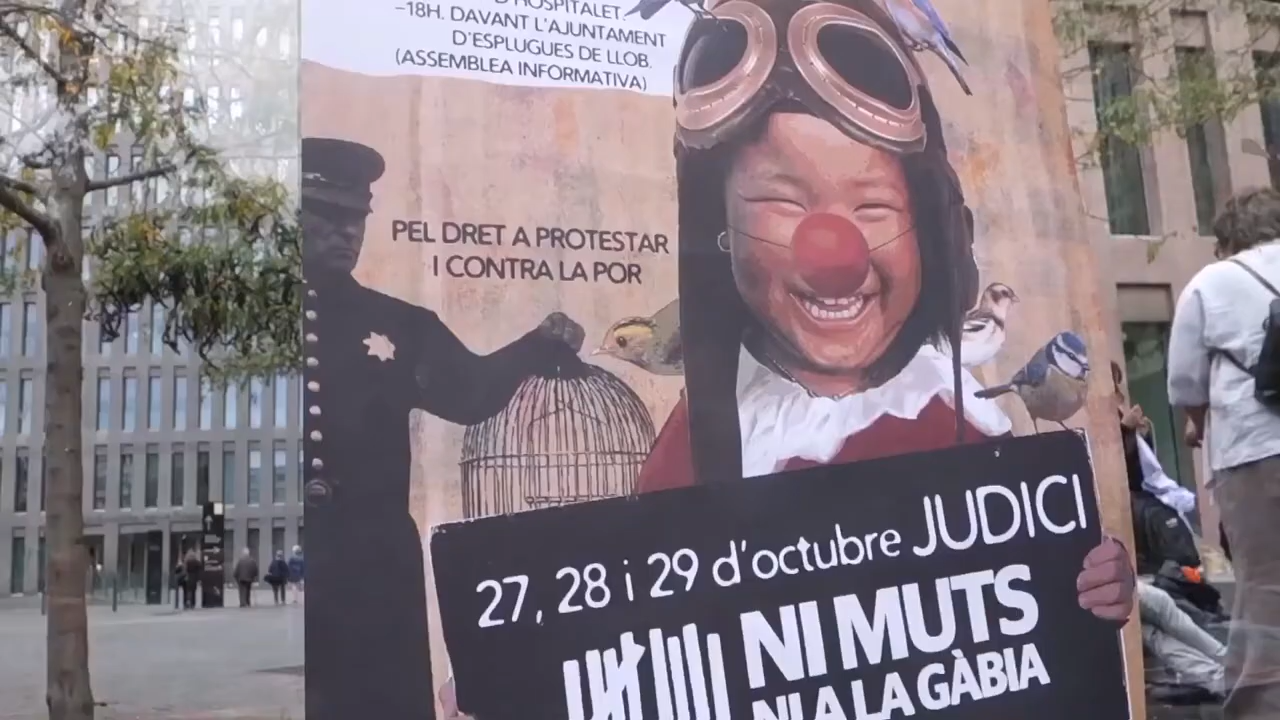 D'HOSPITALET.
–18H. DAVANT L'AJUNTAMENT
D'ESPLUGUES DE LLOB.
(ASSEMBLEA INFORMATIVA)
PEL DRET A PROTESTAR
I CONTRA LA POR
27, 28 i 29 d'octubre JUDICI
NI MUTS
NI A LA GÀBIA